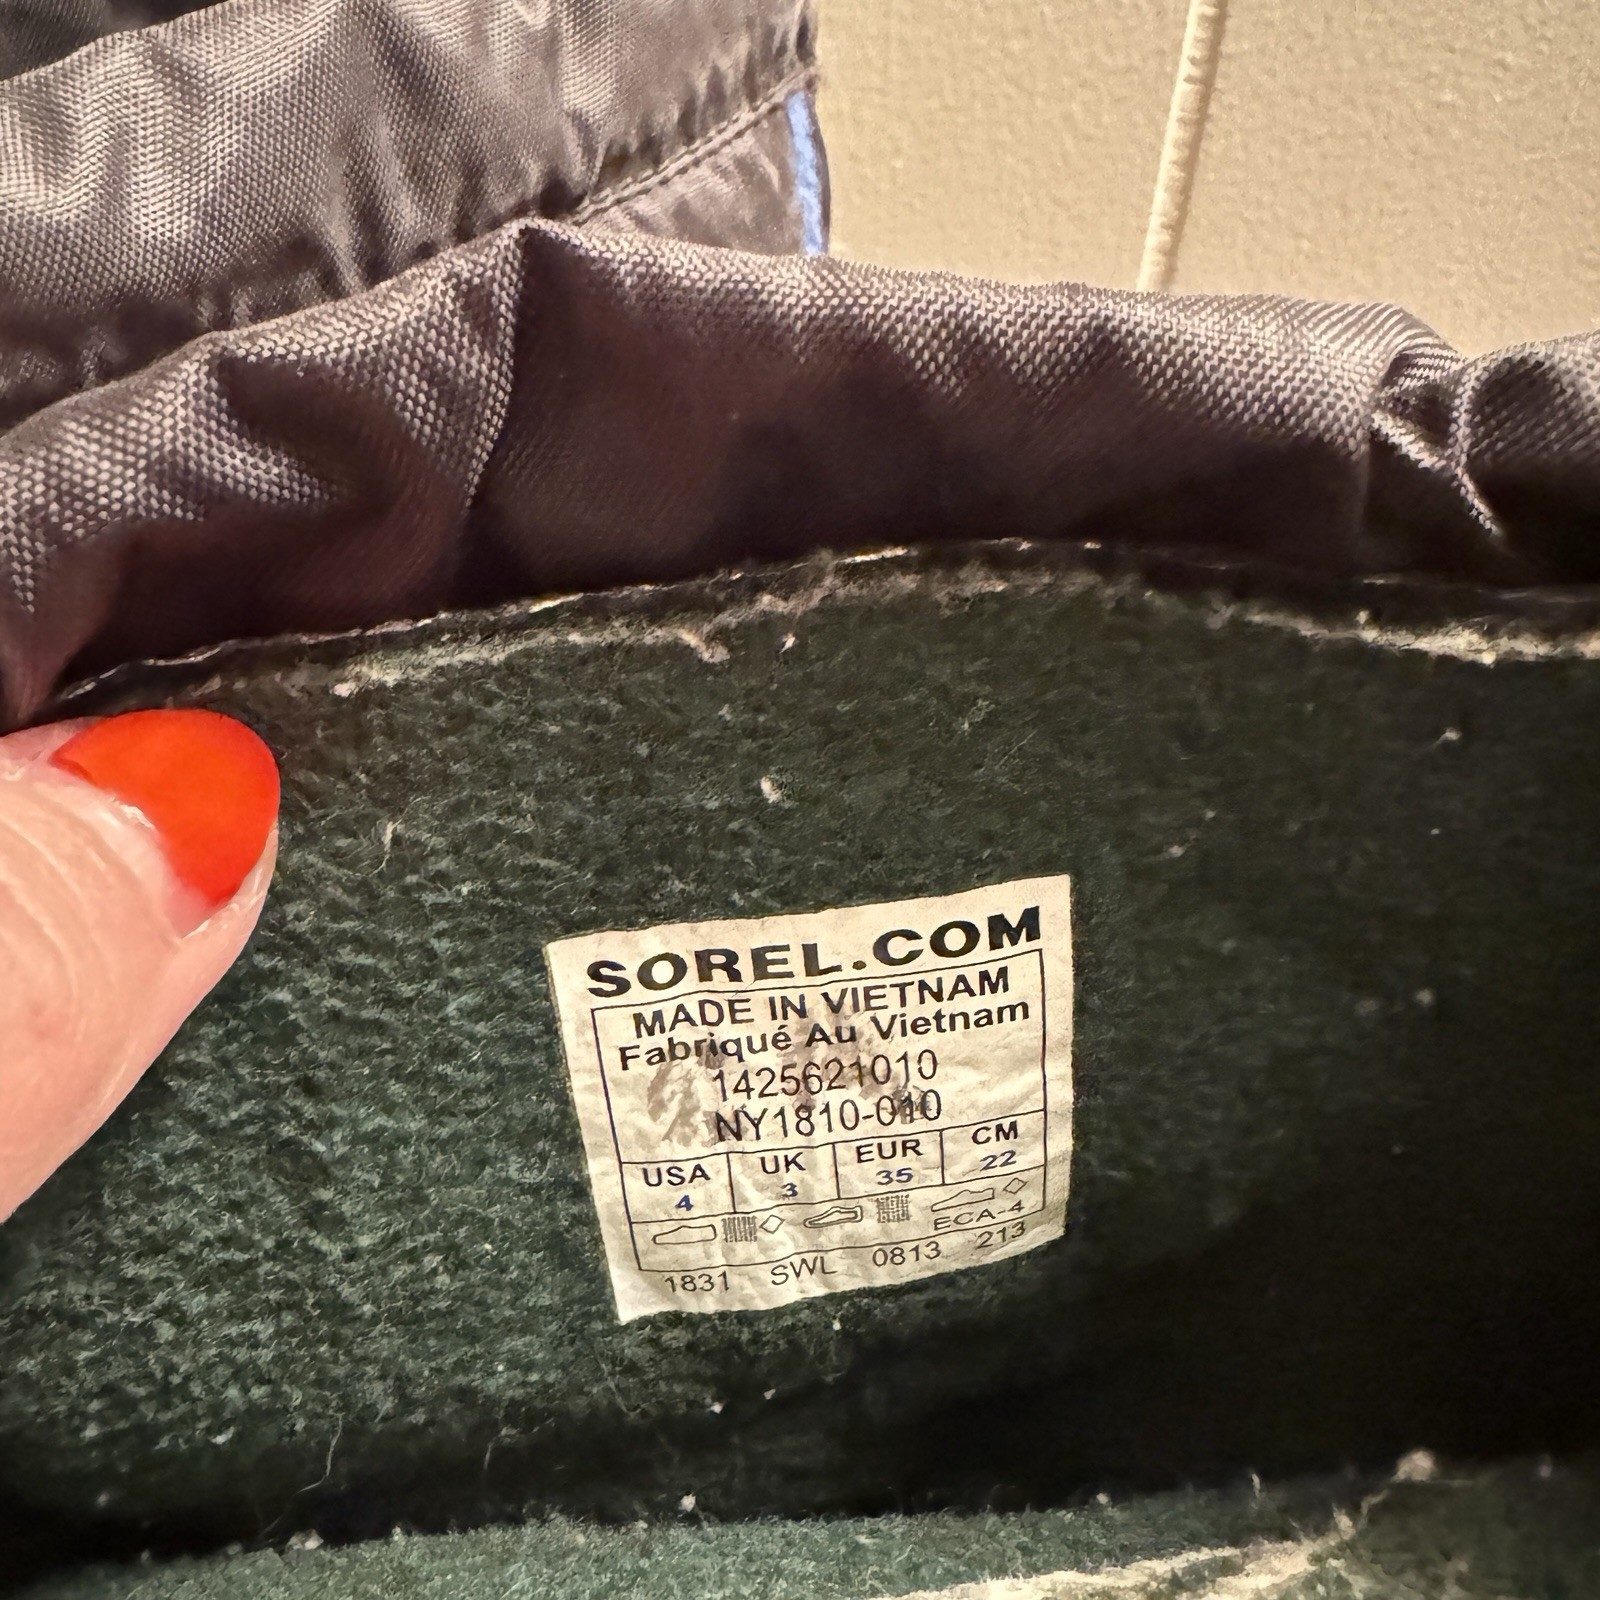 SOREL.COM
MADE IN VIETNAM
Fabriqué Au Vietnam
1425621010
NY1810-010
USA UK EUR CM
4 3 35 22
ECA-4
1831 SWL 0813 213